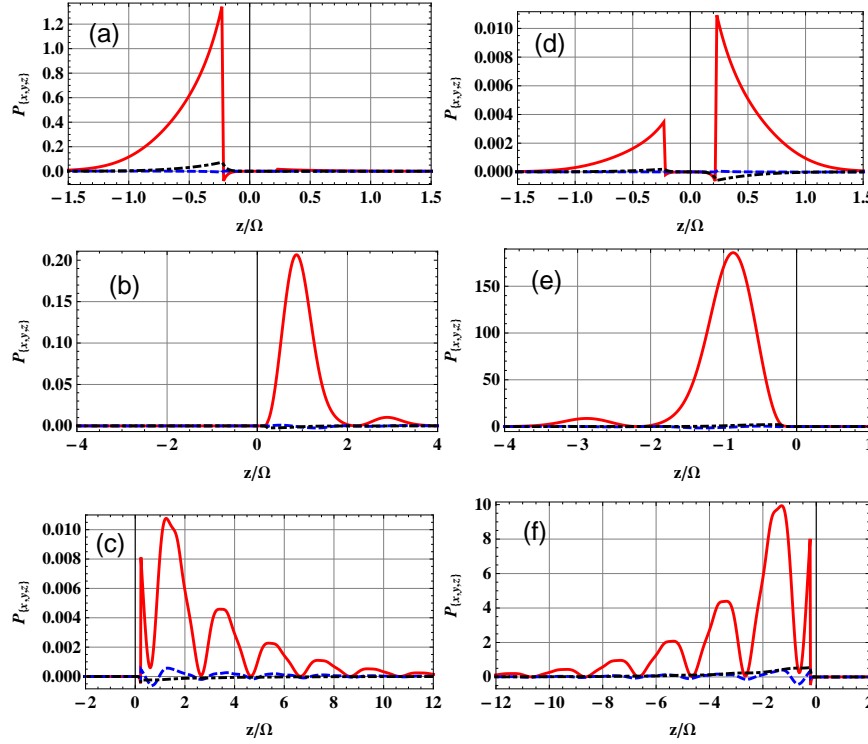 (a)
P{x,y,z}
1.2
1.0
0.8
0.6
0.4
0.2
0.0
−1.5 −1.0 −0.5 0.0 0.5 1.0 1.5
z/Ω
(d)
P{x,y,z}
0.010
0.008
0.006
0.004
0.002
0.000
−1.5 −1.0 −0.5 0.0 0.5 1.0 1.5
z/Ω
(b)
P{x,y,z}
0.20
0.15
0.10
0.05
0.00
−4 −2 0 2 4
z/Ω
(e)
P{x,y,z}
150
100
50
0
−4 −3 −2 −1 0 1
z/Ω
(c)
P{x,y,z}
0.010
0.008
0.006
0.004
0.002
0.000
−2 0 2 4 6 8 10 12
z/Ω
(f)
P{x,y,z}
10
8
6
4
2
0
−12 −10 −8 −6 −4 −2 0 2
z/Ω